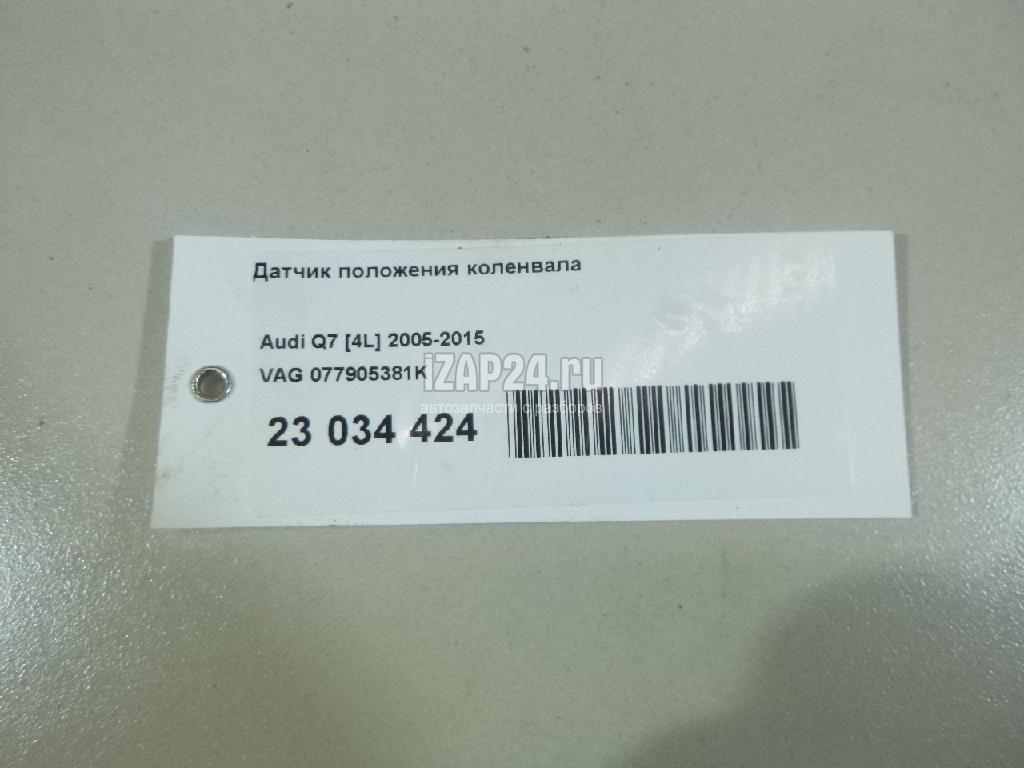 Датчик положения коленвала
Audi Q7 [4L] 2005-2015
VAG 077905381K
iZAP24.ru
автозапчасти с разборов
23 034 424